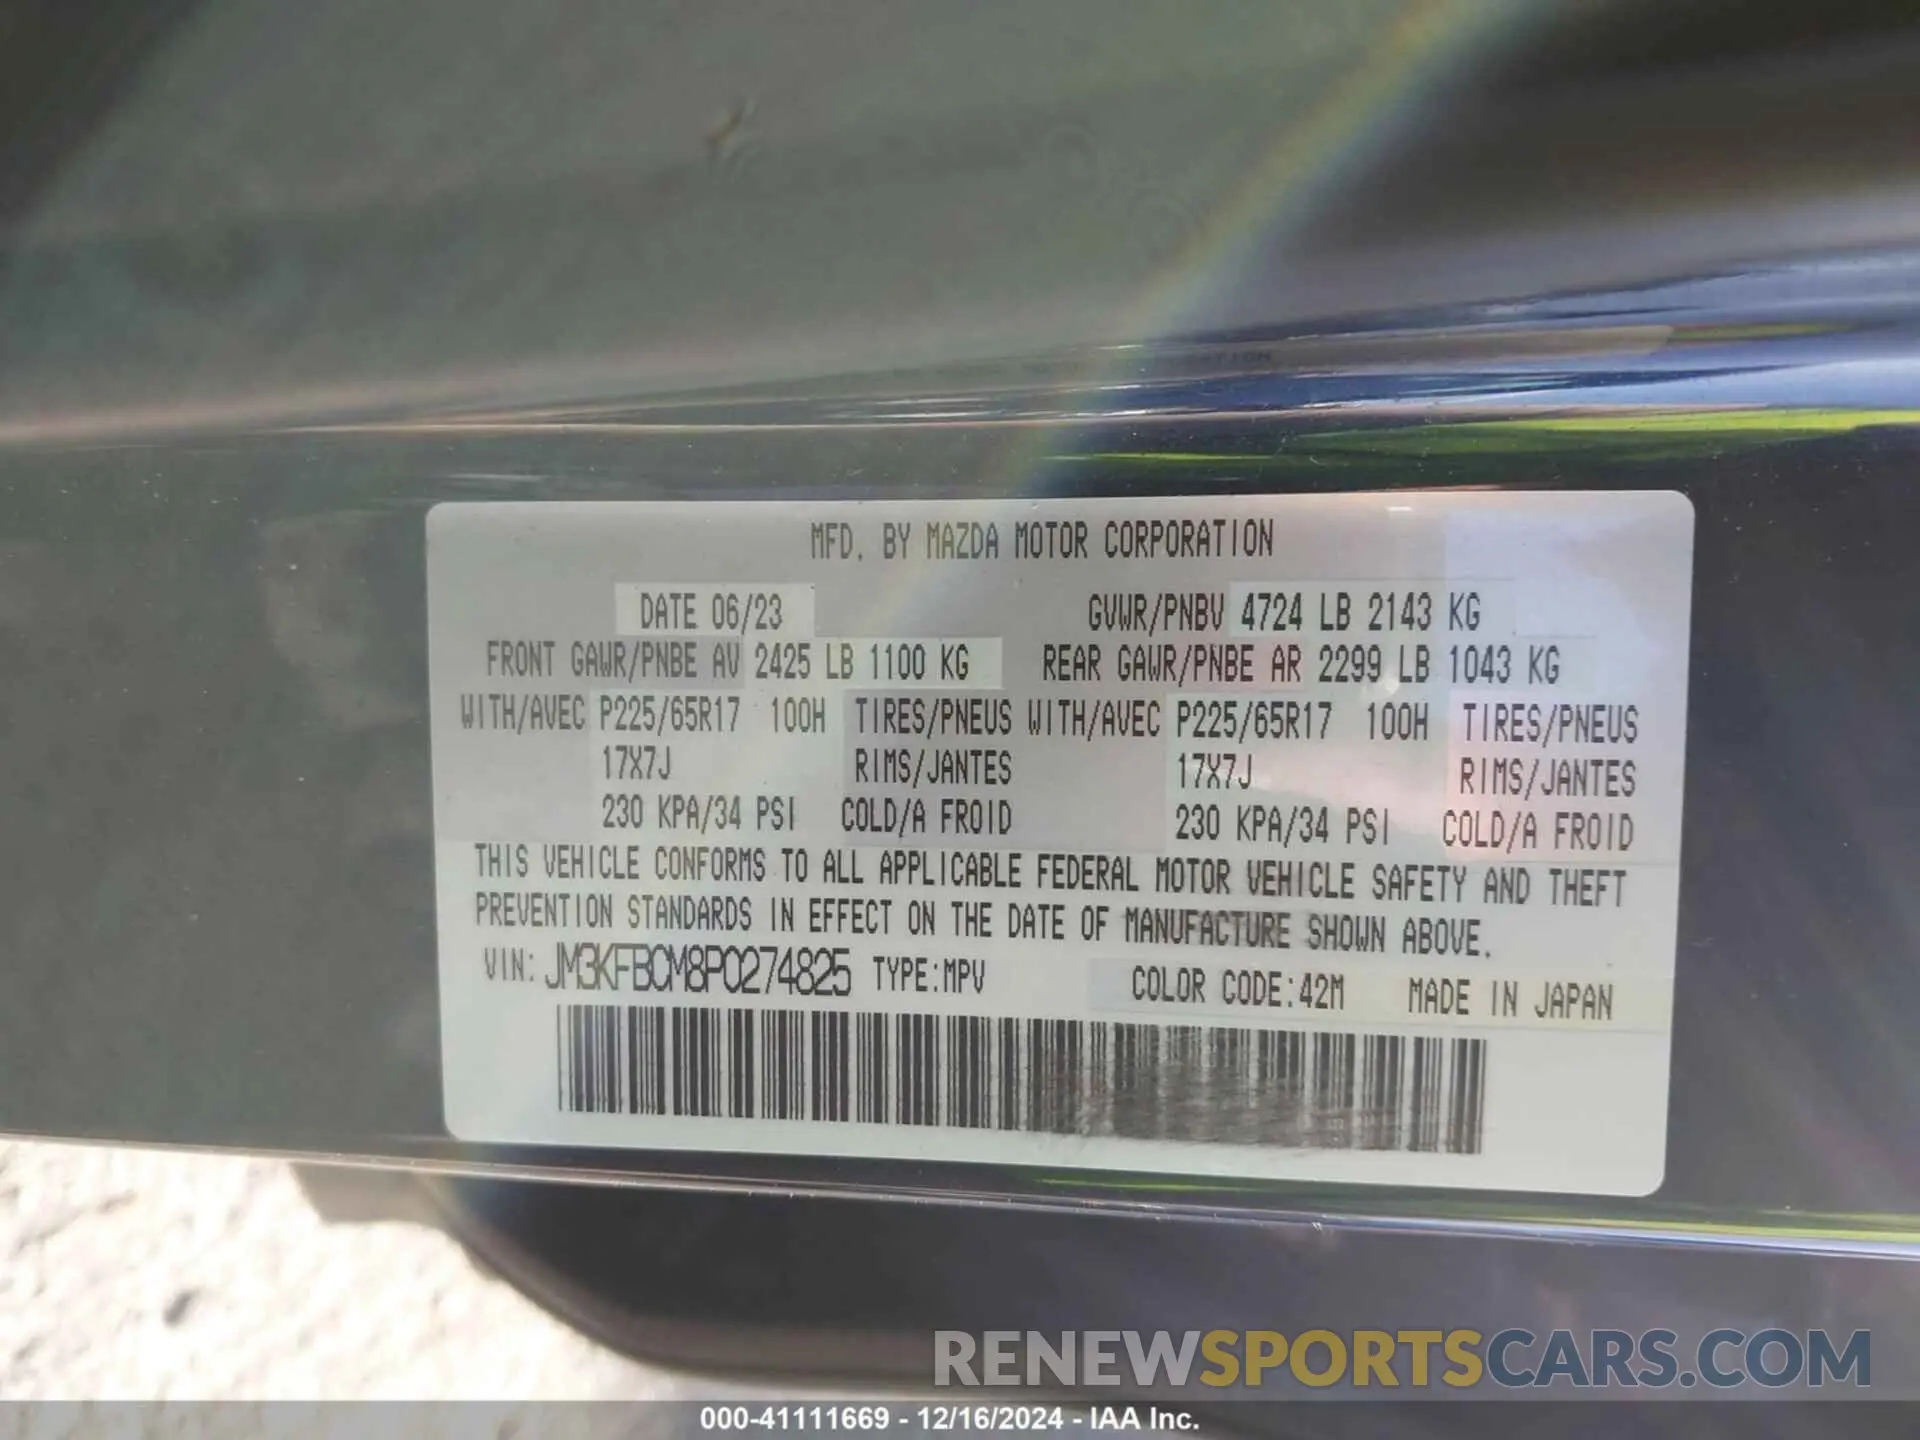 MFD. BY MAZDA MOTOR CORPORATION
DATE 06/23 GVWR/PNBV 4724 LB 2143 KG
FRONT GAWR/PNBE AV 2425 LB 1100 KG REAR GAWR/PNBE AR 2299 LB 1043 KG
WITH/AVEC P225/65R17 100H TIRES/PNEUS WITH/AVEC P225/65R17 100H TIRES/PNEUS
17X7J RIMS/JANTES 17X7J RIMS/JANTES
230 KPA/34 PSI COLD/A FROID 230 KPA/34 PSI COLD/A FROID
THIS VEHICLE CONFORMS TO ALL APPLICABLE FEDERAL MOTOR VEHICLE SAFETY AND THEFT
PREVENTION STANDARDS IN EFFECT ON THE DATE OF MANUFACTURE SHOWN ABOVE.
VIN: JM3KFBCM8P0274825 TYPE:MPV COLOR CODE:42M MADE IN JAPAN
RENEWSPORTSCARS.COM
000-41111669 - 12/16/2024 - IAA Inc.